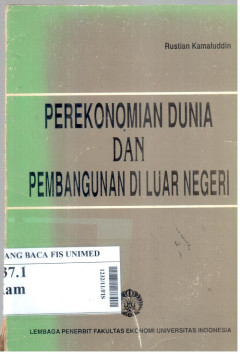 Rustian Kamaluddin
PEREKONOMIAN DUNIA
DAN
PEMBANGUNAN DI LUAR NEGERI
ANG BACA FIS UNIMED
37.1
am
LEMBAGA PENERBIT FAKULTAS EKONOMI UNIVERSITAS INDONESIA